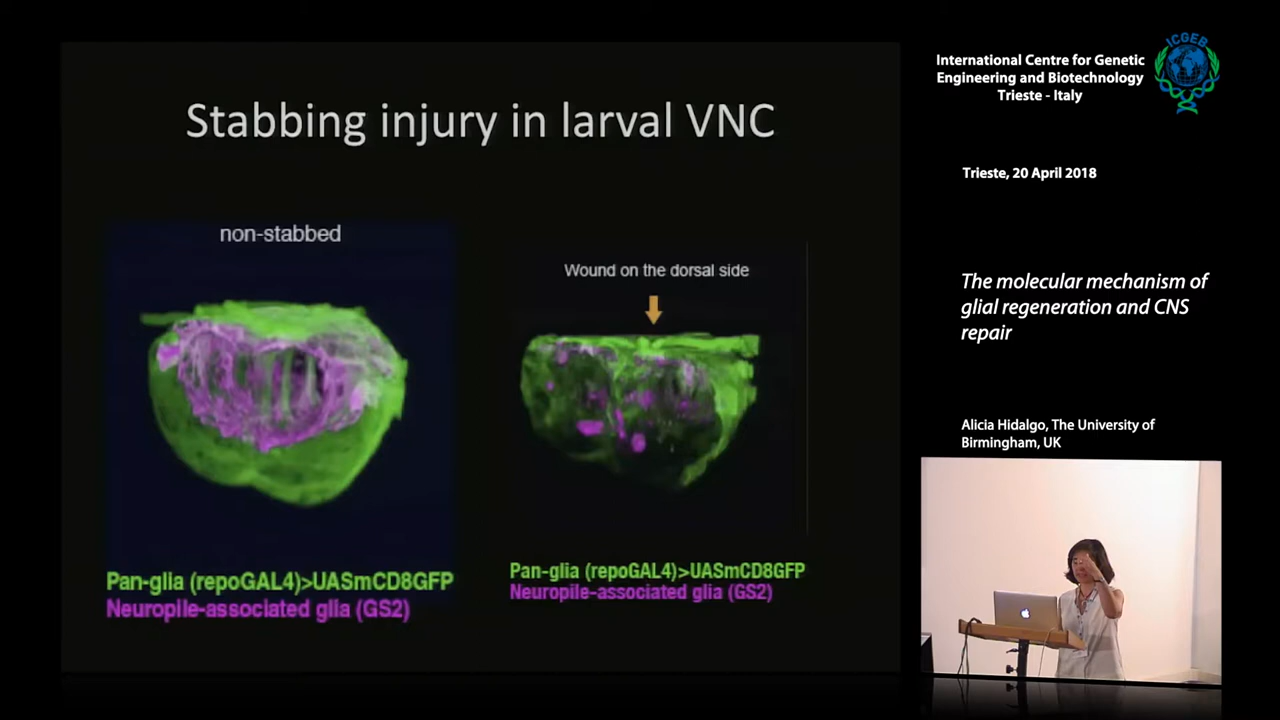 Stabbing injury in larval VNC
non-stabbed
Wound on the dorsal side
Pan-glia (repoGAL4)>UASmCD8GFP
Neuropile-associated glia (GS2)
Pan-glia (repoGAL4)>UASmCD8GFP
Neuropile-associated glia (GS2)
International Centre for Genetic
Engineering and Biotechnology
Trieste - Italy
ICGEB
Trieste, 20 April 2018
The molecular mechanism of
glial regeneration and CNS
repair
Alicia Hidalgo, The University of
Birmingham, UK